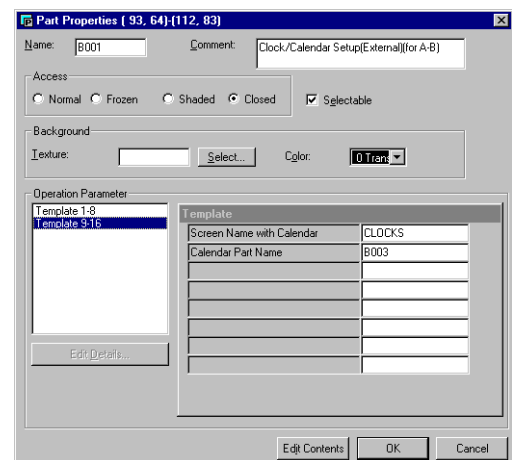 Part Properties ( 93, 64)-(112, 83)
Name: B001 Comment: Clock/Calendar Setup(External)(for A-B)
Access
Normal Frozen Shaded Closed Selectable
Background
Texture: Select... Color: 0 Trans
Operation Parameter
Template 1-8
Template 9-16
Template
Screen Name with Calendar CLOCKS
Calendar Part Name B003
Edit Details...
Edit Contents OK Cancel